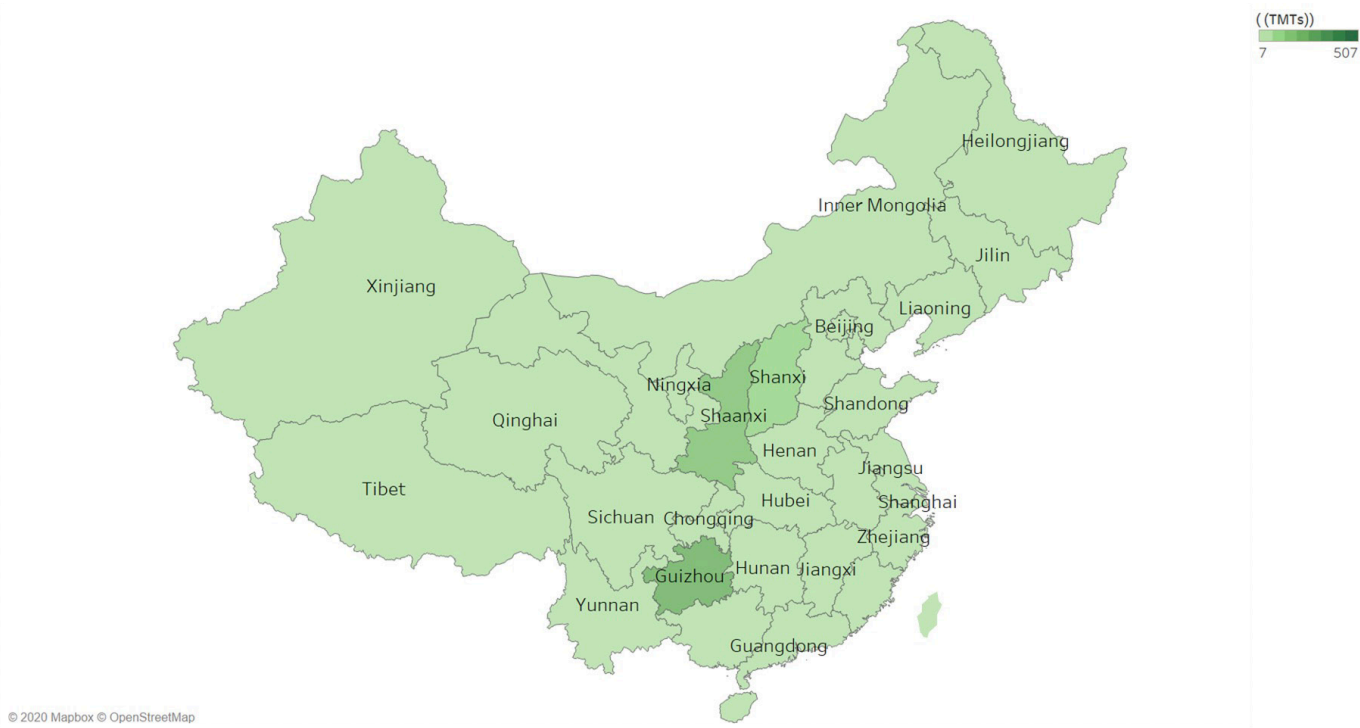 ( (TMTs))
7 507
Heilongjiang
Inner Mongolia
Jilin
Xinjiang
Liaoning
Beijing
Shanxi
Ningxia
Shandong
Shaanxi
Qinghai
Henan
Jiangsu
Tibet
Hubei
Shanghai
Sichuan
Chongqing
Zhejiang
Hunan
Jiangxi
Guizhou
Yunnan
Guangdong
© 2020 Mapbox © OpenStreetMap